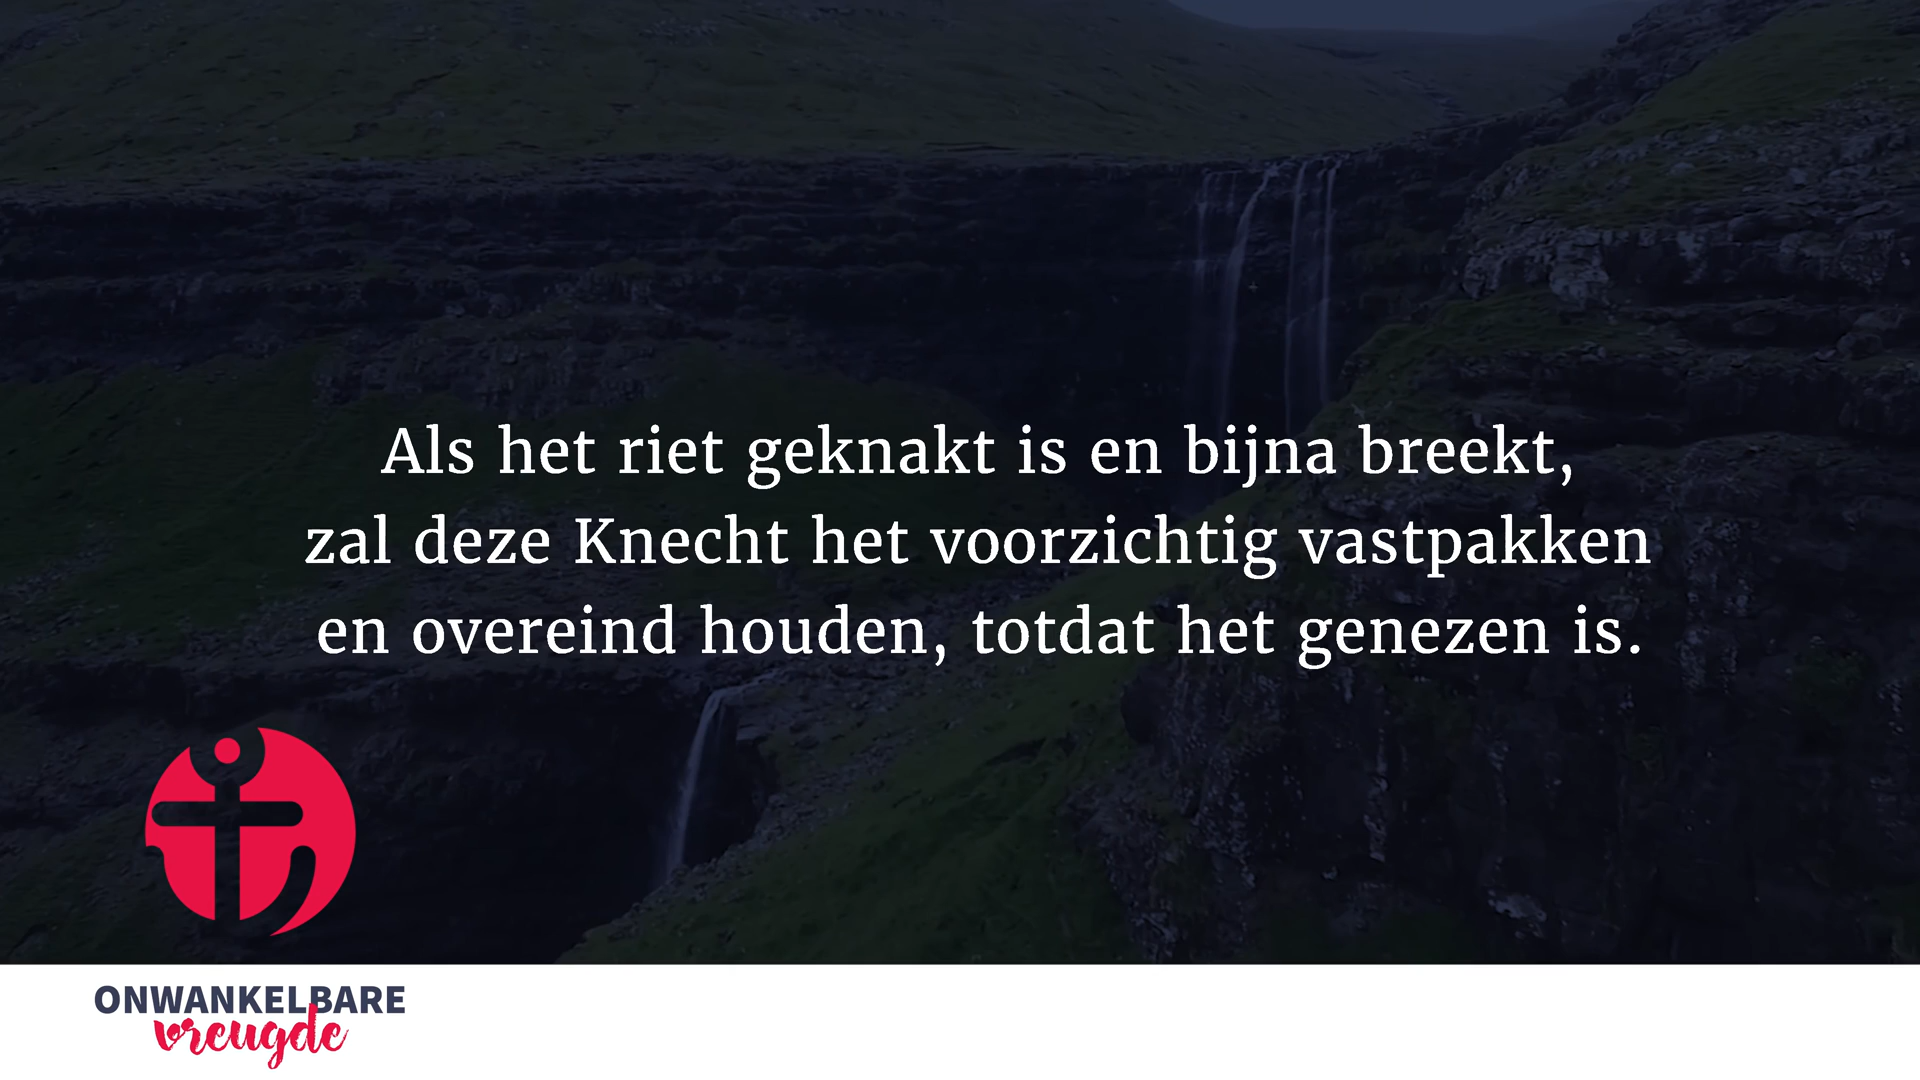 Als het riet geknakt is en bijna breekt,
zal deze Knecht het voorzichtig vastpakken
en overeind houden, totdat het genezen is.
ONWANKELBARE
vreugde